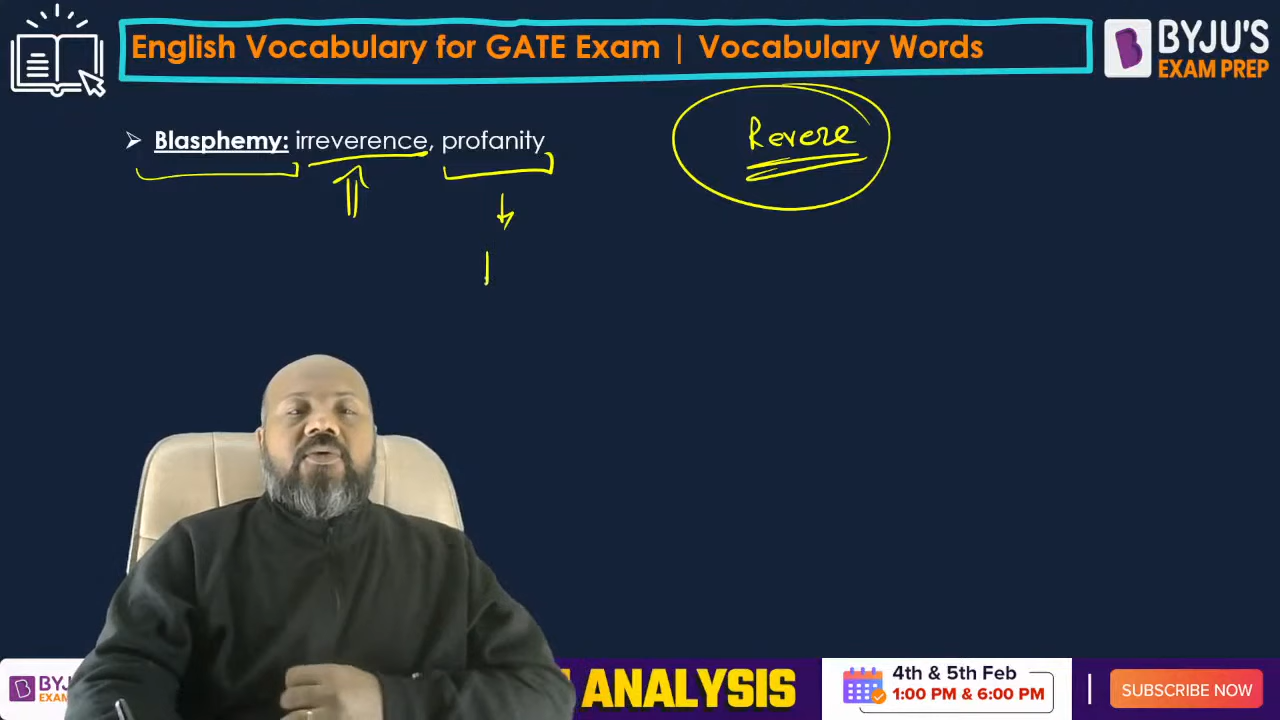 English Vocabulary for GATE Exam | Vocabulary Words
BYJU'S
EXAM PREP
Blasphemy: irreverence, profanity
Revere
ANALYSIS
4th & 5th Feb
1:00 PM & 6:00 PM
SUBSCRIBE NOW